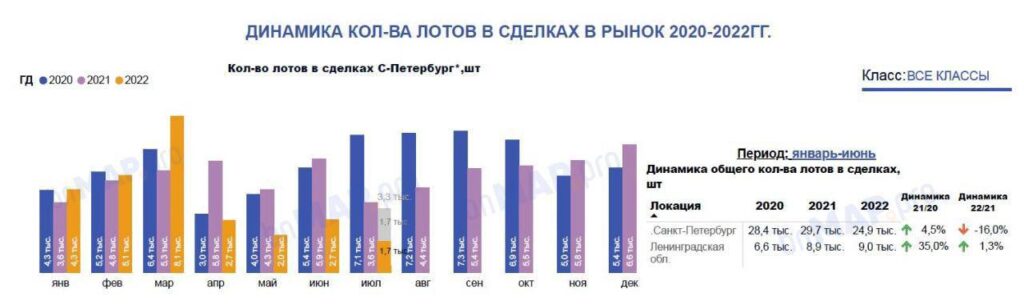 ДИНАМИКА КОЛ-ВА ЛОТОВ В СДЕЛКАХ В РЫНОК 2020-2022ГГ.
Кол-во лотов в сделках С-Петербург*,шт
ГД 2020 2021 2022
Класс:ВСЕ КЛАССЫ
4,3 тыс. 3,6 тыс. 4,3 тыс.
5,2 тыс. 4,8 тыс. 5,1 тыс.
6,4 тыс. 5,3 тыс. 8,1 тыс.
3,0 тыс. 5,8 тыс. 2,7 тыс.
4,0 тыс. 4,3 тыс. 2,0 тыс.
5,4 тыс. 5,9 тыс. 2,7 тыс.
7,1 тыс. 3,6 тыс. 3,3 тыс. 1,7 тыс. 1,7 тыс.
7,2 тыс. 4,4 тыс.
7,3 тыс. 5,4 тыс.
6,9 тыс. 5,5 тыс.
5,0 тыс. 5,8 тыс.
5,4 тыс. 6,6 тыс.
янв фев мар апр май июн июл авг сен окт ноя дек
Период: январь-июнь
Динамика общего кол-ва лотов в сделках,
шт
Локация 2020 2021 2022 Динамика 21/20 Динамика 22/21
.Санкт-Петербург 28,4 тыс. 29,7 тыс. 24,9 тыс. 4,5% -16,0%
Ленинградская 6,6 тыс. 8,9 тыс. 9,0 тыс. 35,0% 1,3%
обл
onMAP.pro
onMAP.pro
onMAP.pro